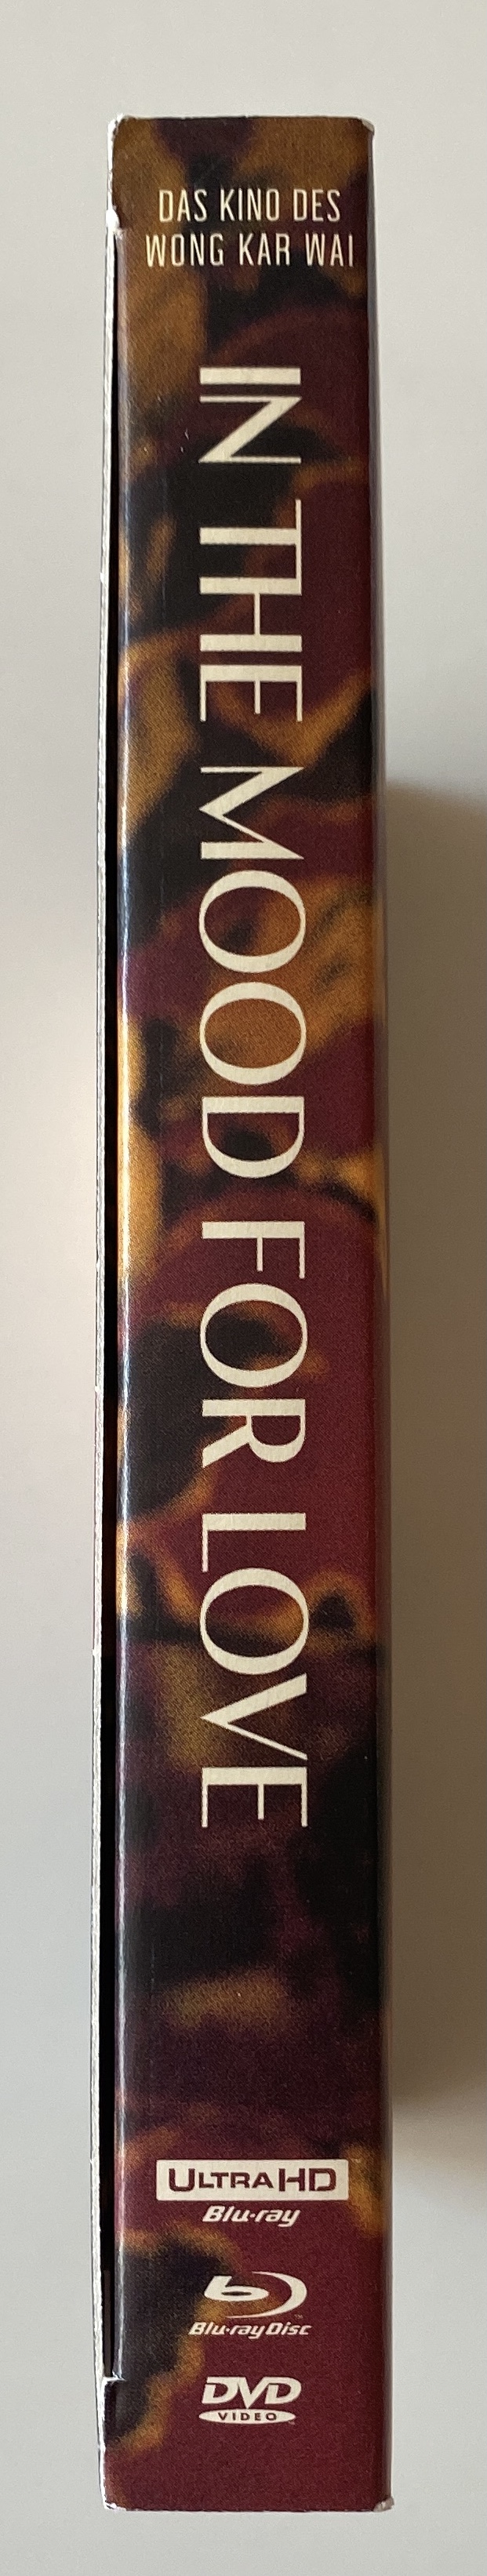 DAS KINO DES
WONG KAR WAI
IN THE MOOD FOR LOVE
ULTRA HD
Blu-ray
Blu-ray Disc
DVD
VIDEO